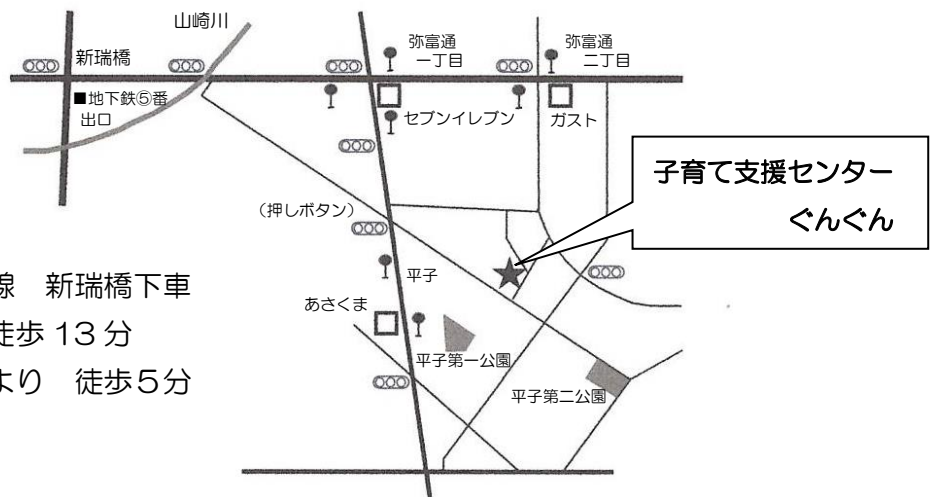 山崎川
新瑞橋
弥富通
一丁目
弥富通
二丁目
■地下鉄⑤番
出口
セブンイレブン
ガスト
子育て支援センター
ぐんぐん
(押しボタン)
平子
線 新瑞橋下車
あさくま
徒歩 13 分
平子第一公園
より 徒歩5分
平子第二公園